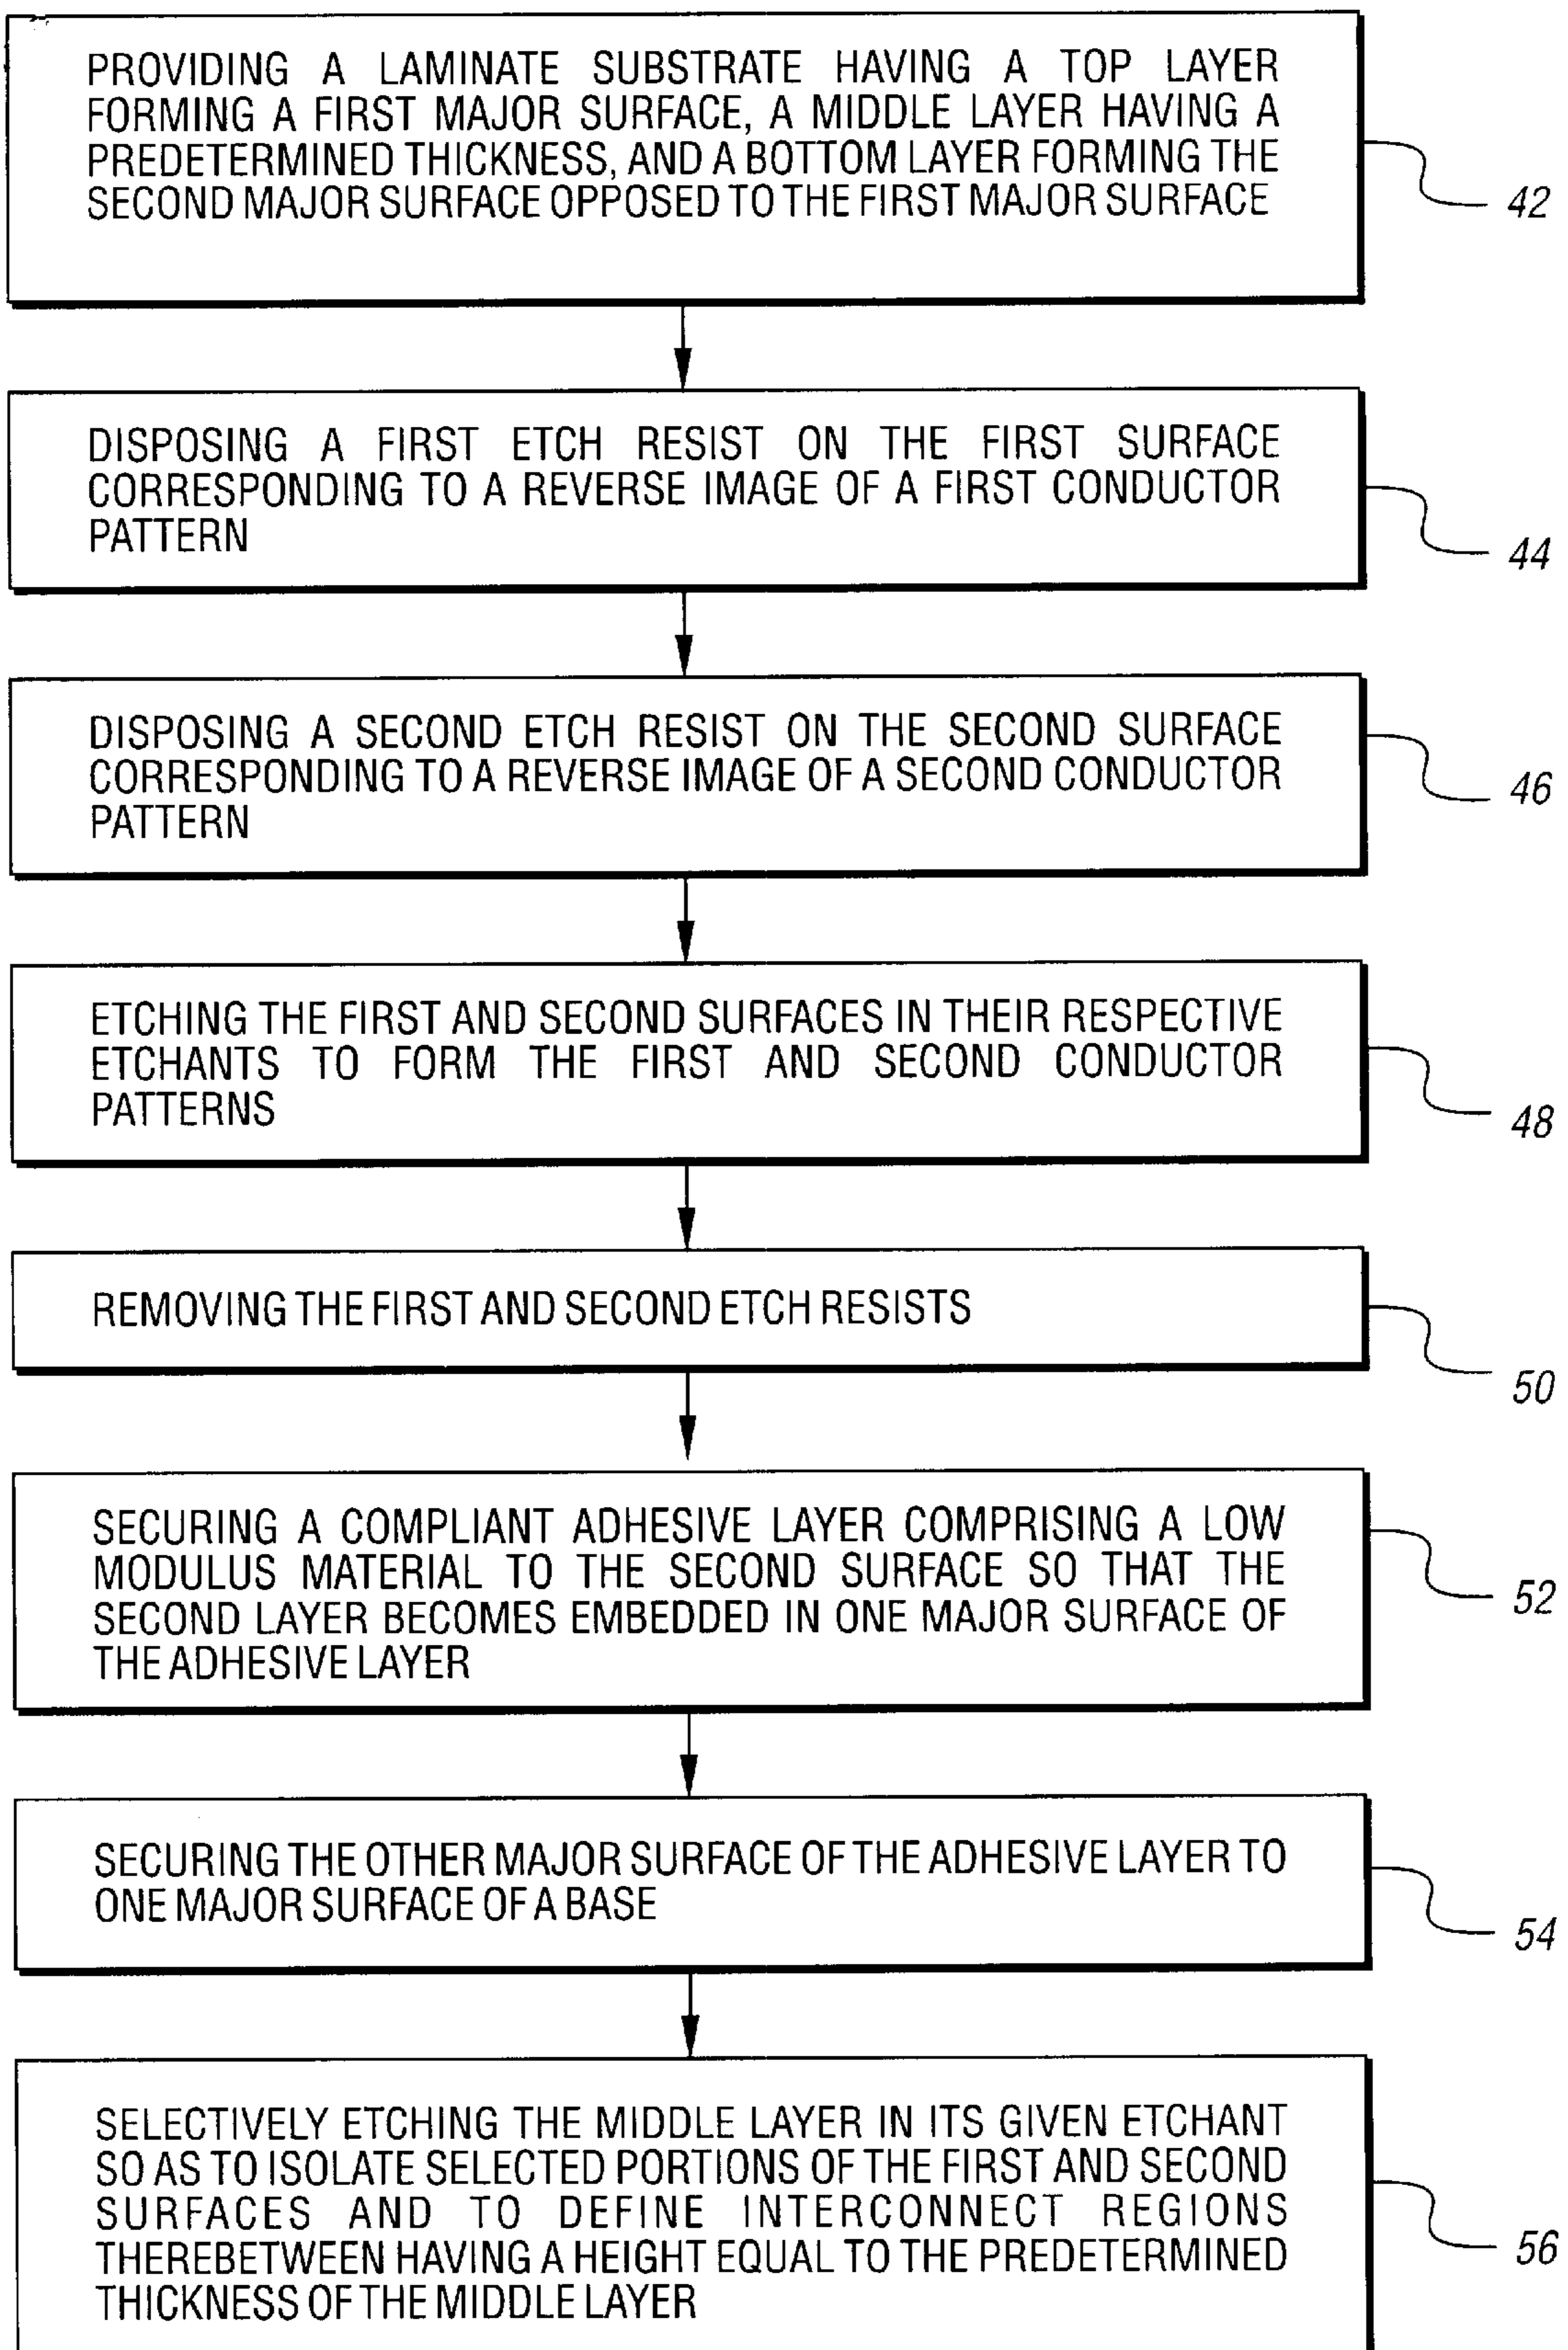 PROVIDING A LAMINATE SUBSTRATE HAVING A TOP LAYER
FORMING A FIRST MAJOR SURFACE, A MIDDLE LAYER HAVING A
PREDETERMINED THICKNESS, AND A BOTTOM LAYER FORMING THE
SECOND MAJOR SURFACE OPPOSED TO THE FIRST MAJOR SURFACE
42
DISPOSING A FIRST ETCH RESIST ON THE FIRST SURFACE
CORRESPONDING TO A REVERSE IMAGE OF A FIRST CONDUCTOR
PATTERN
44
DISPOSING A SECOND ETCH RESIST ON THE SECOND SURFACE
CORRESPONDING TO A REVERSE IMAGE OF A SECOND CONDUCTOR
PATTERN
46
ETCHING THE FIRST AND SECOND SURFACES IN THEIR RESPECTIVE
ETCHANTS TO FORM THE FIRST AND SECOND CONDUCTOR
PATTERNS
48
REMOVING THE FIRST AND SECOND ETCH RESISTS
50
SECURING A COMPLIANT ADHESIVE LAYER COMPRISING A LOW
MODULUS MATERIAL TO THE SECOND SURFACE SO THAT THE
SECOND LAYER BECOMES EMBEDDED IN ONE MAJOR SURFACE OF
THE ADHESIVE LAYER
52
SECURING THE OTHER MAJOR SURFACE OF THE ADHESIVE LAYER TO
ONE MAJOR SURFACE OF A BASE
54
SELECTIVELY ETCHING THE MIDDLE LAYER IN ITS GIVEN ETCHANT
SO AS TO ISOLATE SELECTED PORTIONS OF THE FIRST AND SECOND
SURFACES AND TO DEFINE INTERCONNECT REGIONS
THEREBETWEEN HAVING A HEIGHT EQUAL TO THE PREDETERMINED
THICKNESS OF THE MIDDLE LAYER
56